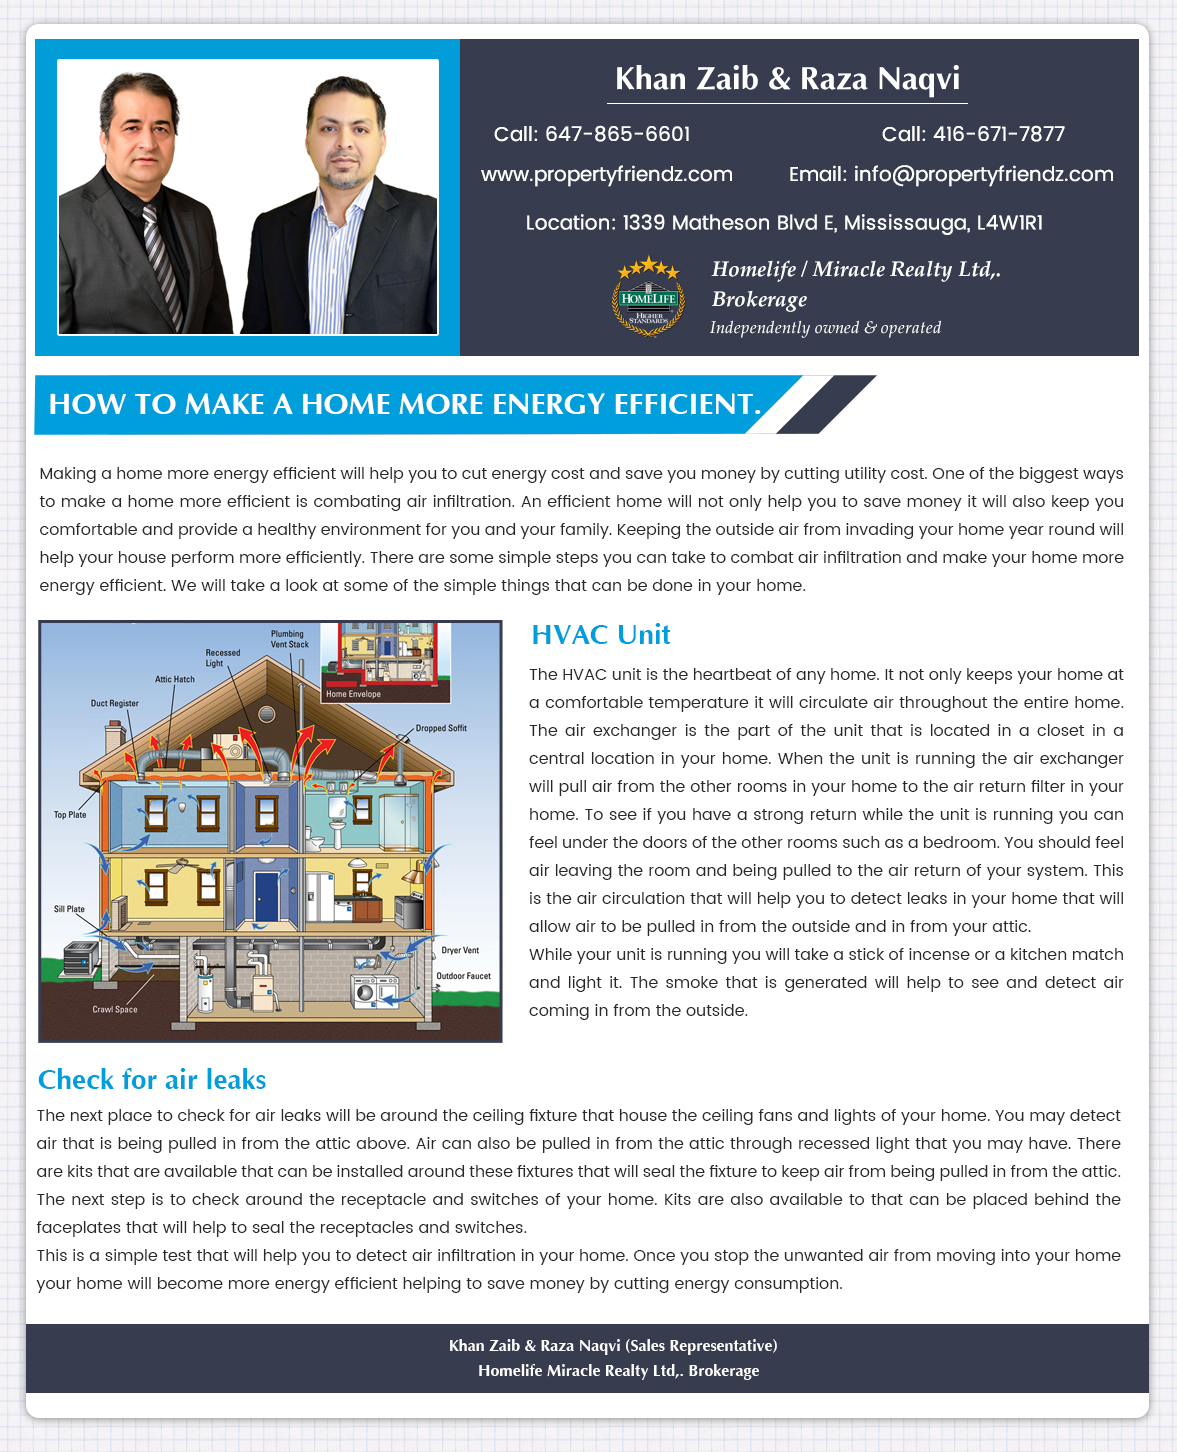 Khan Zaib & Raza Naqvi
Call: 647-865-6601
Call: 416-671-7877
www.propertyfriendz.com
Email: info@propertyfriendz.com
Location: 1339 Matheson Blvd E, Mississauga, L4W1R1
HOMELIFE
HIGHER
STANDARDS
Homelife / Miracle Realty Ltd,.
Brokerage
Independently owned & operated
HOW TO MAKE A HOME MORE ENERGY EFFICIENT.
Making a home more energy efficient will help you to cut energy cost and save you money by cutting utility cost. One of the biggest ways
to make a home more efficient is combating air infiltration. An efficient home will not only help you to save money it will also keep you
comfortable and provide a healthy environment for you and your family. Keeping the outside air from invading your home year round will
help your house perform more efficiently. There are some simple steps you can take to combat air infiltration and make your home more
energy efficient. We will take a look at some of the simple things that can be done in your home.
Plumbing
Vent Stack
Recessed
Light
Attic Hatch
Duct Register
Home Envelope
Dropped Soffit
Top Plate
Sill Plate
Dryer Vent
Outdoor Faucet
Crawl Space
HVAC Unit
The HVAC unit is the heartbeat of any home. It not only keeps your home at
a comfortable temperature it will circulate air throughout the entire home.
The air exchanger is the part of the unit that is located in a closet in a
central location in your home. When the unit is running the air exchanger
will pull air from the other rooms in your home to the air return filter in your
home. To see if you have a strong return while the unit is running you can
feel under the doors of the other rooms such as a bedroom. You should feel
air leaving the room and being pulled to the air return of your system. This
is the air circulation that will help you to detect leaks in your home that will
allow air to be pulled in from the outside and in from your attic.
While your unit is running you will take a stick of incense or a kitchen match
and light it. The smoke that is generated will help to see and detect air
coming in from the outside.
Check for air leaks
The next place to check for air leaks will be around the ceiling fixture that house the ceiling fans and lights of your home. You may detect
air that is being pulled in from the attic above. Air can also be pulled in from the attic through recessed light that you may have. There
are kits that are available that can be installed around these fixtures that will seal the fixture to keep air from being pulled in from the attic.
The next step is to check around the receptacle and switches of your home. Kits are also available to that can be placed behind the
faceplates that will help to seal the receptacles and switches.
This is a simple test that will help you to detect air infiltration in your home. Once you stop the unwanted air from moving into your home
your home will become more energy efficient helping to save money by cutting energy consumption.
Khan Zaib & Raza Naqvi (Sales Representative)
Homelife Miracle Realty Ltd,. Brokerage